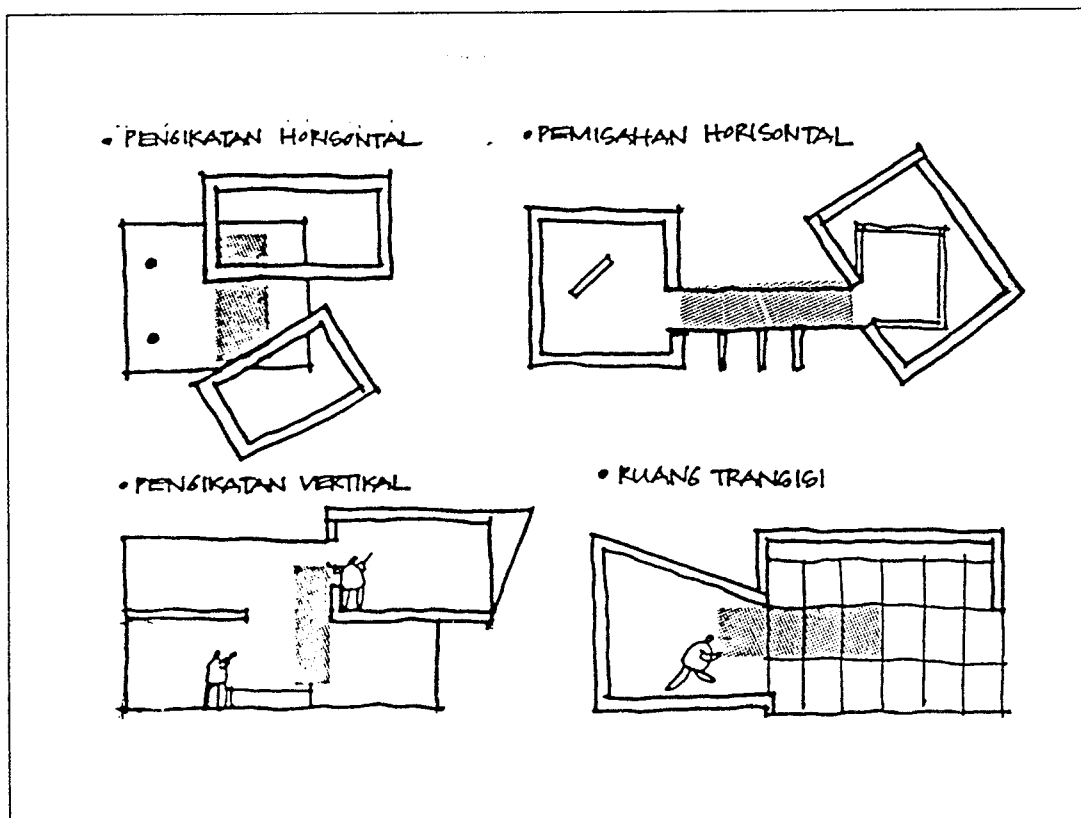 • PENGIKATAN HORISONTAL
• PEMISAHAN HORISONTAL
• PENGIKATAN VERTIKAL
• RUANG TRANSISI